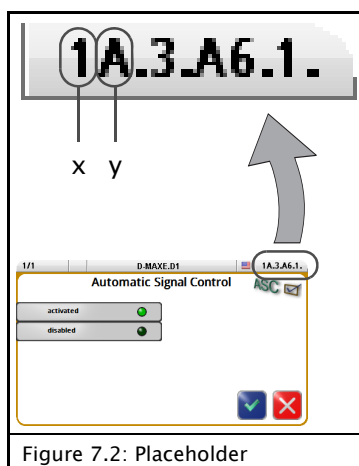 1A.3.A6.1.
x y
1/1 D-MAXE.D1 1A.3.A6.1.
Automatic Signal Control ASC
activated
disabled
Figure 7.2: Placeholder